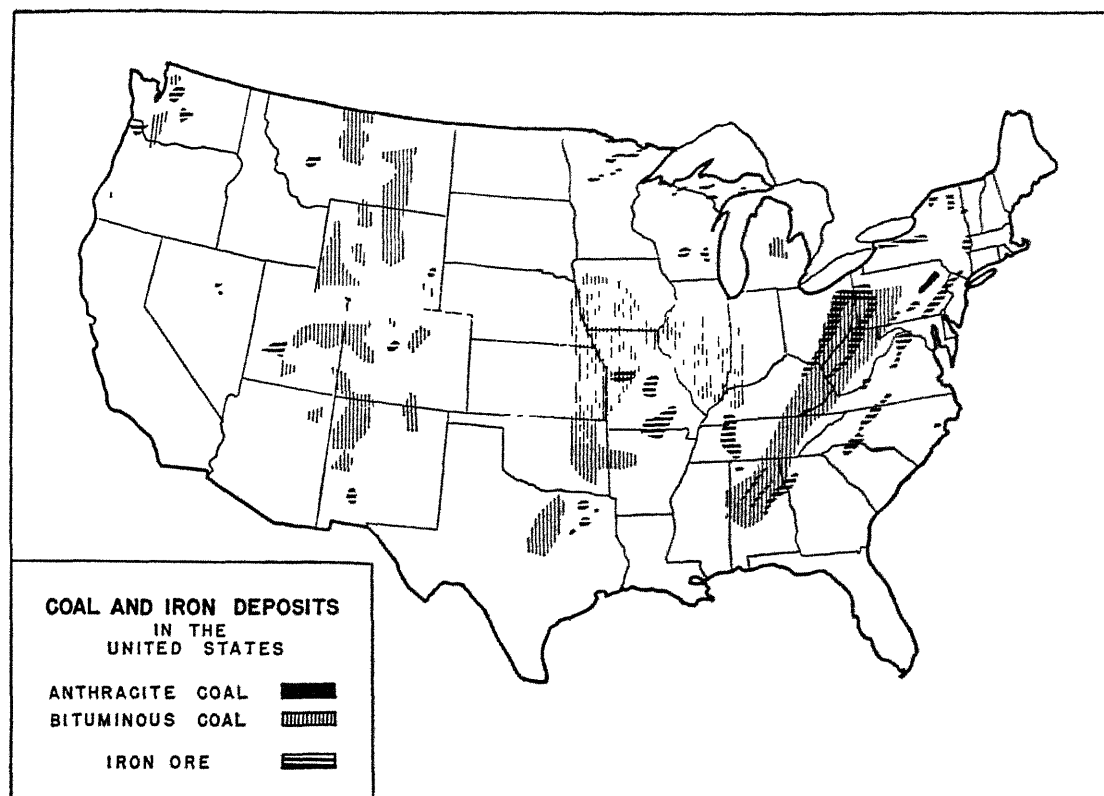 COAL AND IRON DEPOSITS
IN THE
UNITED STATES
ANTHRACITE COAL
BITUMINOUS COAL
IRON ORE